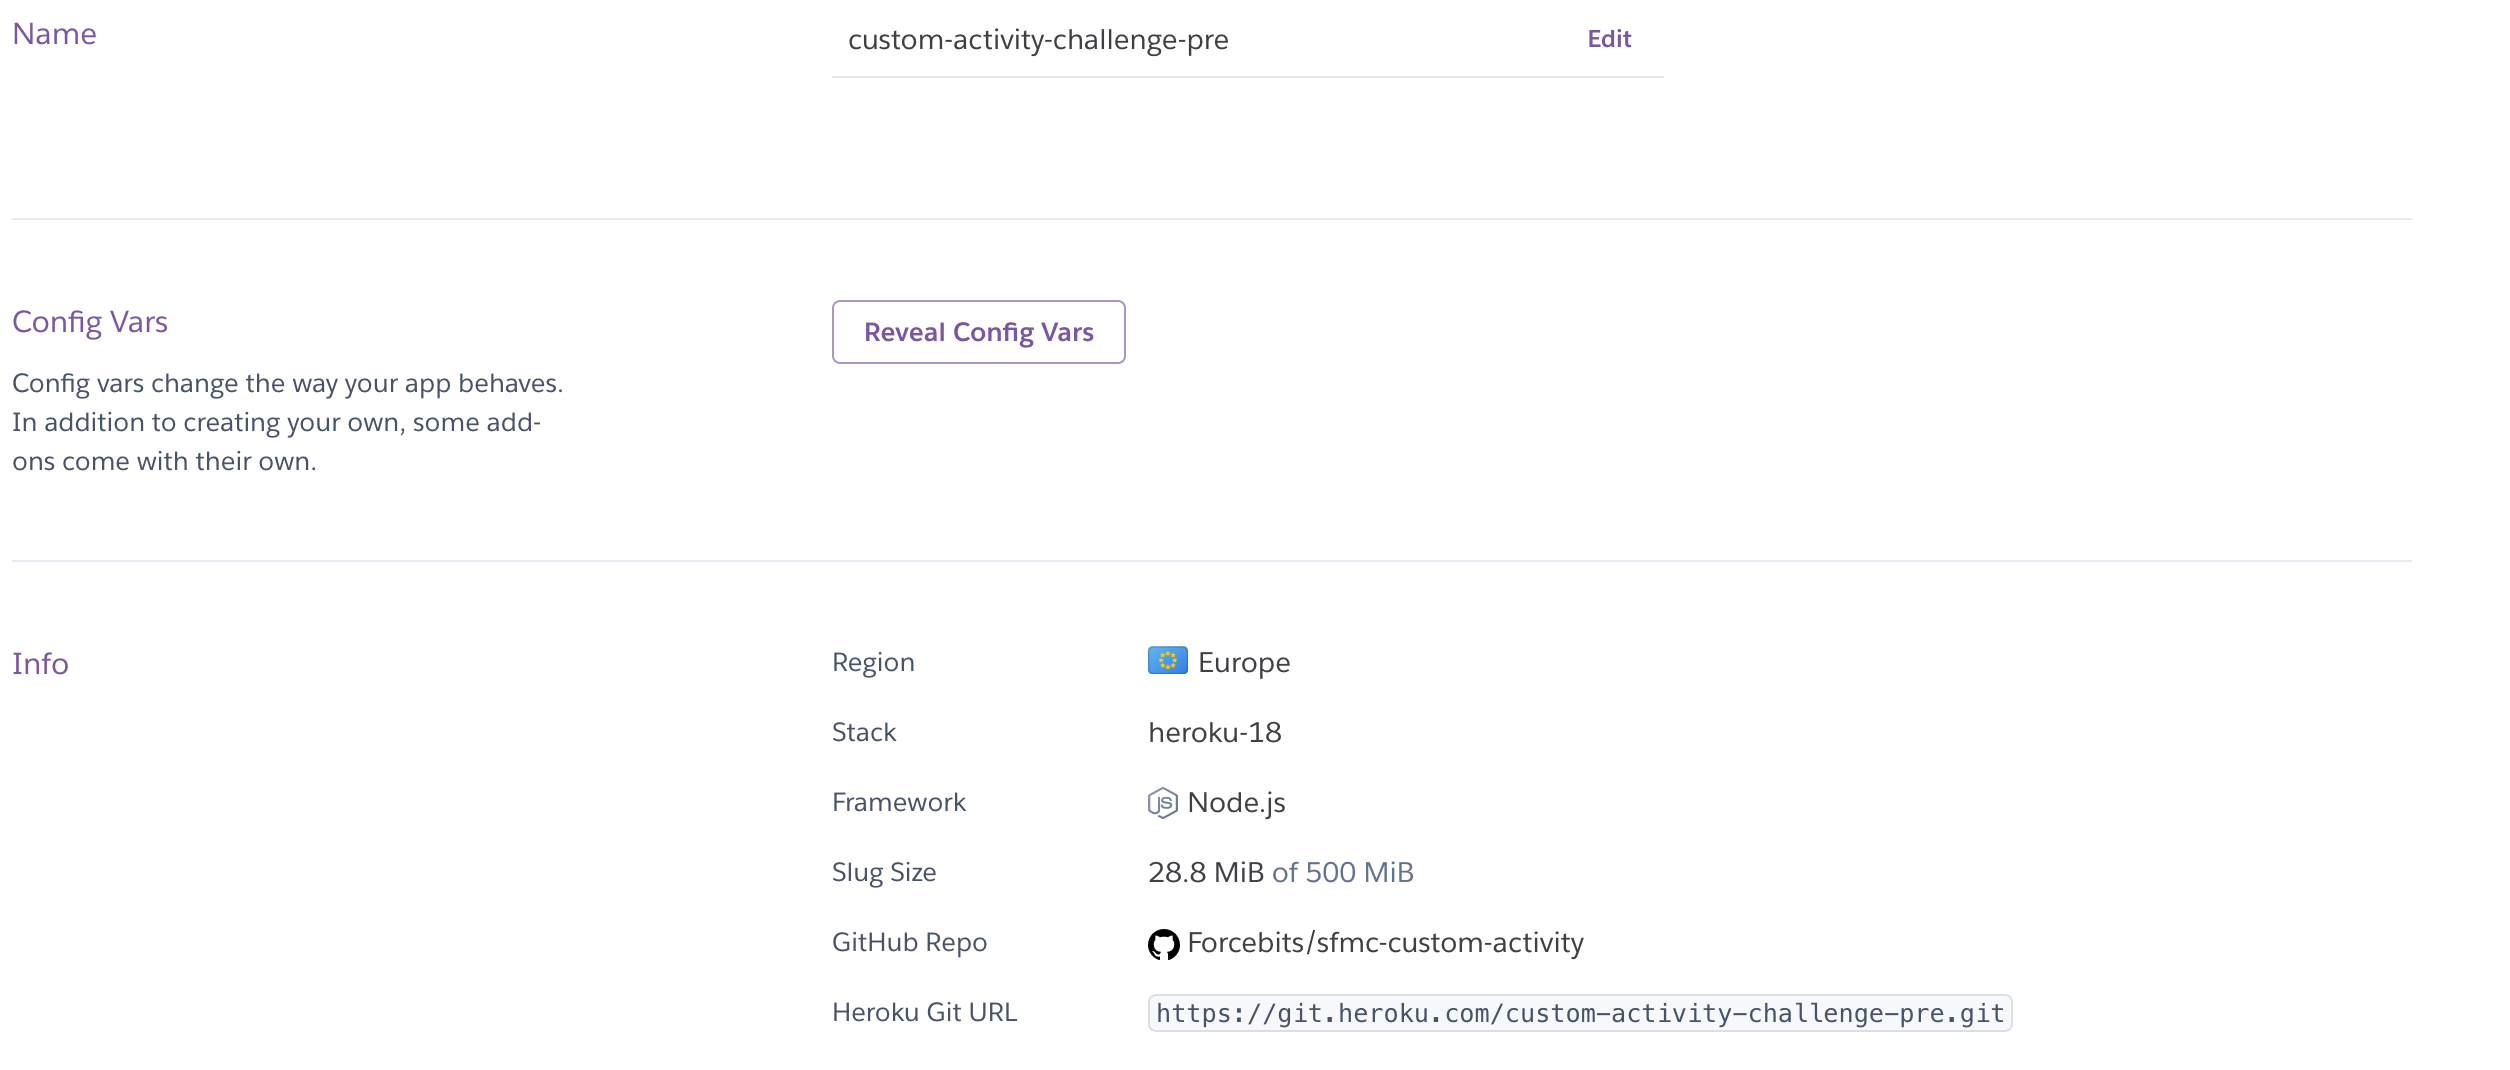 Name
custom-activity-challenge-pre
Edit
Config Vars
Reveal Config Vars
Config vars change the way your app behaves.
In addition to creating your own, some add-
ons come with their own.
Info
Region
Europe
Stack
heroku-18
Framework
JS Node.js
Slug Size
28.8 MiB of 500 MiB
GitHub Repo
Forcebits/sfmc-custom-activity
Heroku Git URL
https://git.heroku.com/custom-activity-challenge-pre.git